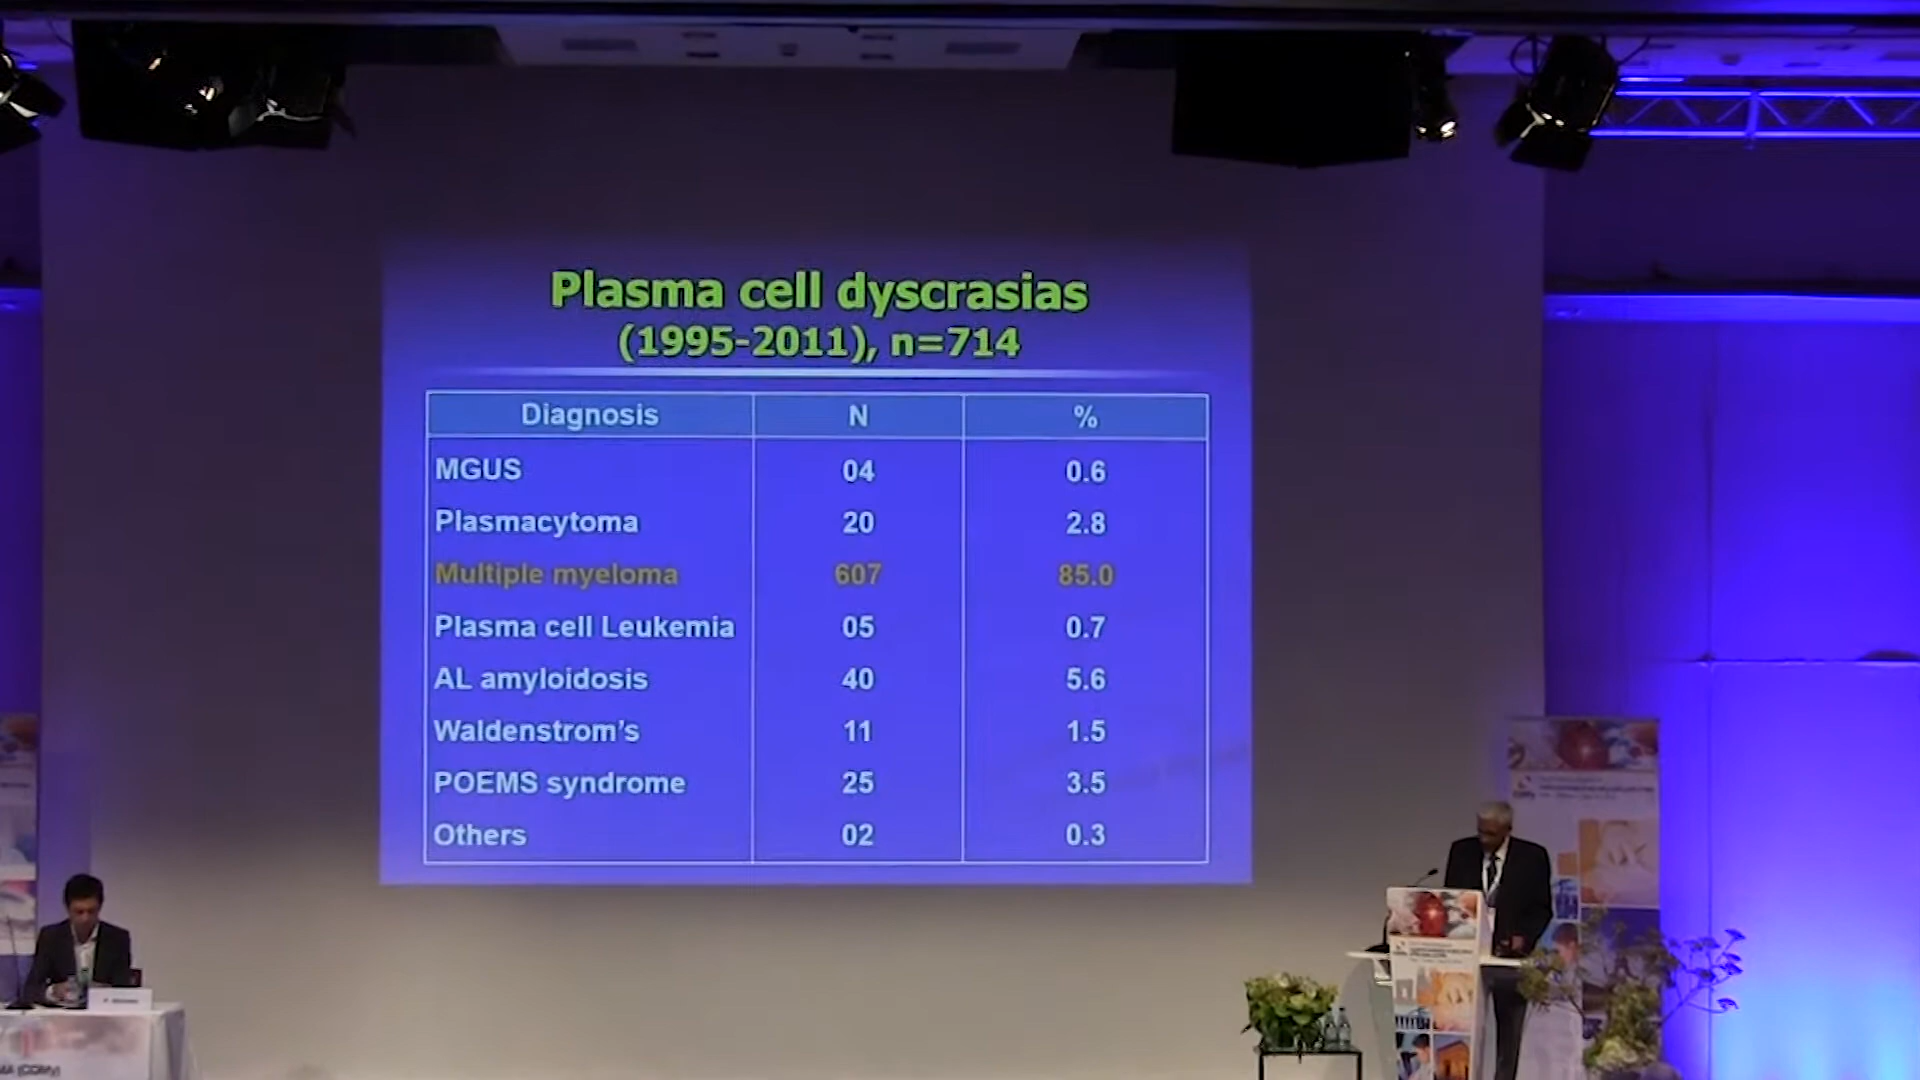 Plasma cell dyscrasias
(1995-2011), n=714
Diagnosis N %
MGUS 04 0.6
Plasmacytoma 20 2.8
Multiple myeloma 607 85.0
Plasma cell Leukemia 05 0.7
AL amyloidosis 40 5.6
Waldenstrom's 11 1.5
POEMS syndrome 25 3.5
Others 02 0.3